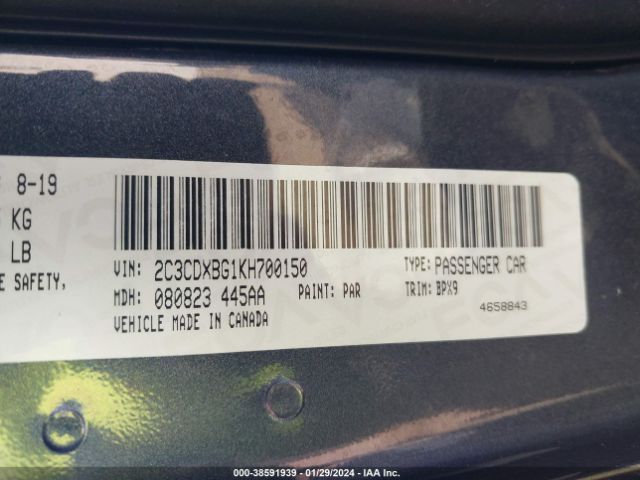 8-19
KG
LB
SAFETY,
VIN: 2C3CDXBG1KH700150
TYPE: PASSENGER CAR
MDH: 080823 445AA
PAINT: PAR
TRIM: BPX9
VEHICLE MADE IN CANADA
4658843
000-38591939 - 01/29/2024 - IAA Inc.